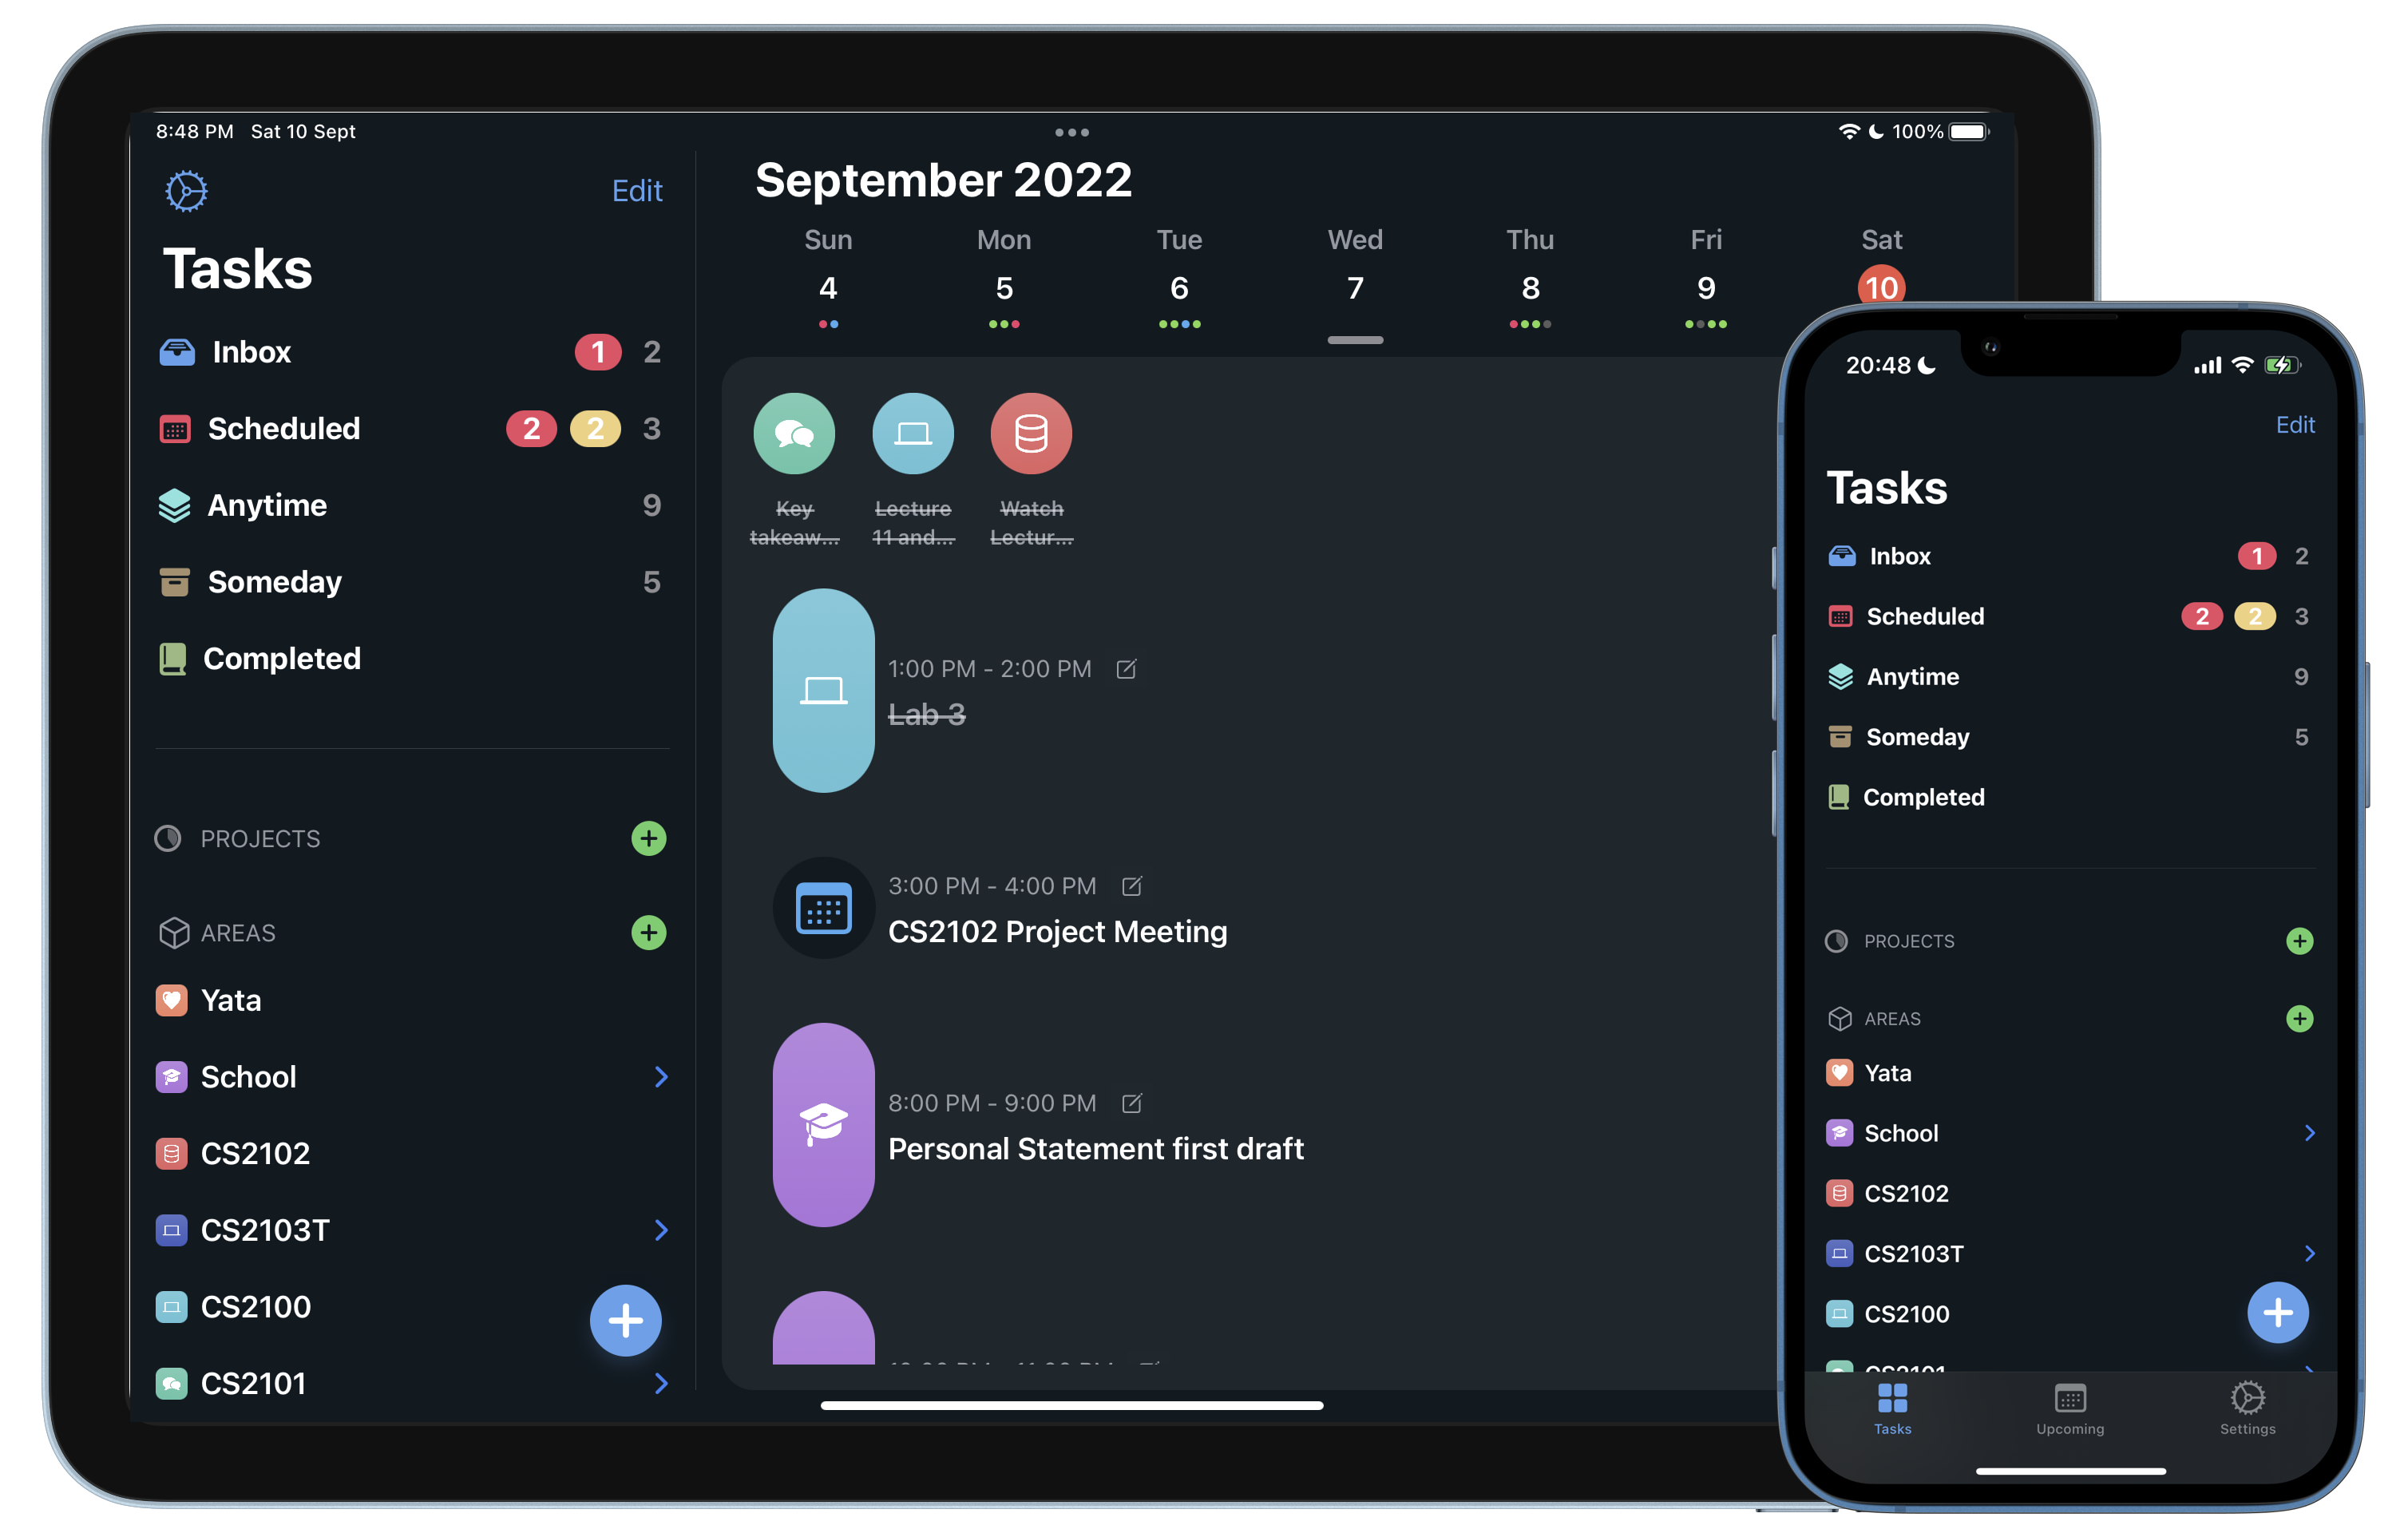 8:48 PM Sat 10 Sept
100%
Edit
Tasks
Inbox 1 2
Scheduled 2 2 3
Anytime 9
Someday 5
Completed
PROJECTS
AREAS
Yata
School
CS2102
CS2103T
CS2100
CS2101
September 2022
Sun Mon Tue Wed Thu Fri Sat
4 5 6 7 8 9 10
Key
takeaw...
Lecture
11 and...
Watch
Lectur...
1:00 PM - 2:00 PM
Lab 3
3:00 PM - 4:00 PM
CS2102 Project Meeting
8:00 PM - 9:00 PM
Personal Statement first draft
20:48
Edit
Tasks
Inbox 1 2
Scheduled 2 2 3
Anytime 9
Someday 5
Completed
PROJECTS
AREAS
Yata
School
CS2102
CS2103T
CS2100
CS2101
Tasks Upcoming Settings